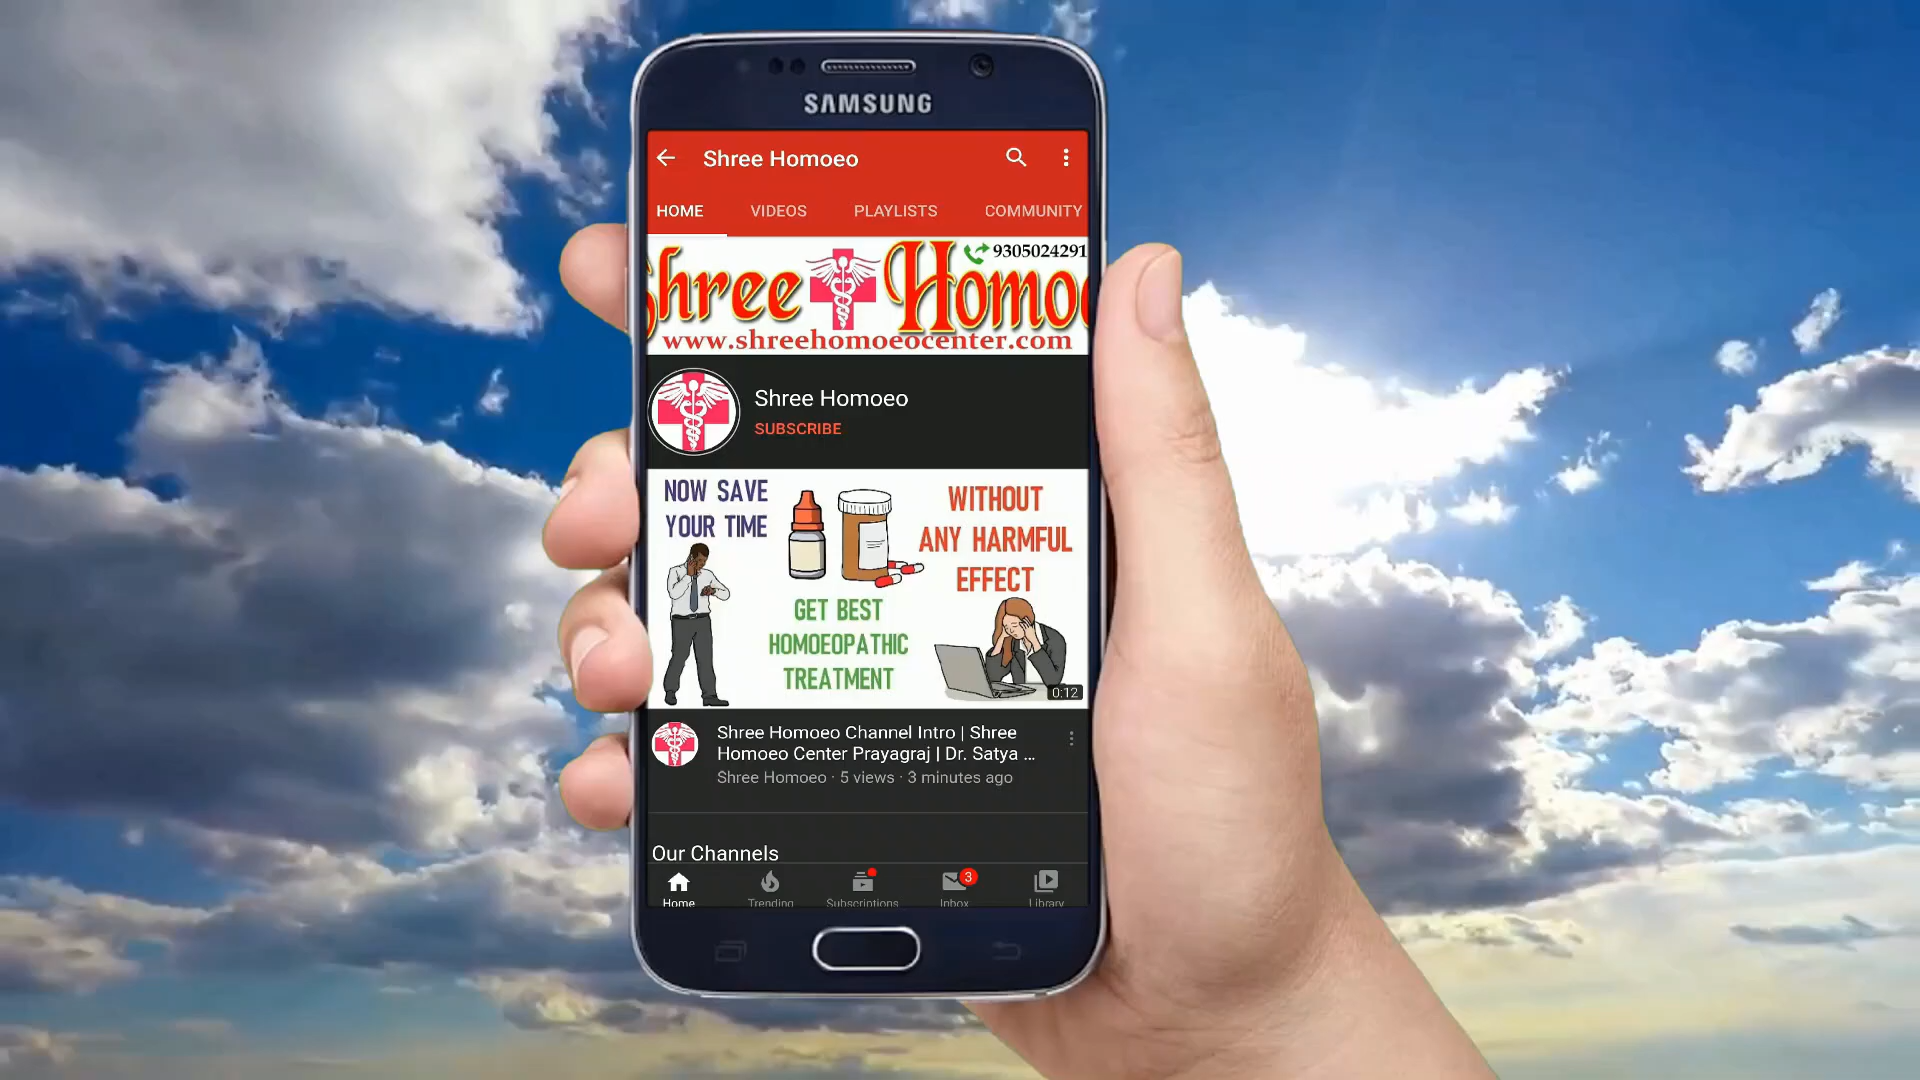 SAMSUNG
Shree Homoeo
HOME VIDEOS PLAYLISTS COMMUNITY
9305024291
Shree Homoe
www.shreehomoeocenter.com
Shree Homoeo
SUBSCRIBE
NOW SAVE
YOUR TIME
WITHOUT
ANY HARMFUL
EFFECT
GET BEST
HOMOEOPATHIC
TREATMENT
0:12
Shree Homoeo Channel Intro | Shree
Homoeo Center Prayagraj | Dr. Satya ...
Shree Homoeo · 5 views · 3 minutes ago
Our Channels
3
Home Trending Subscriptions Inbox Library